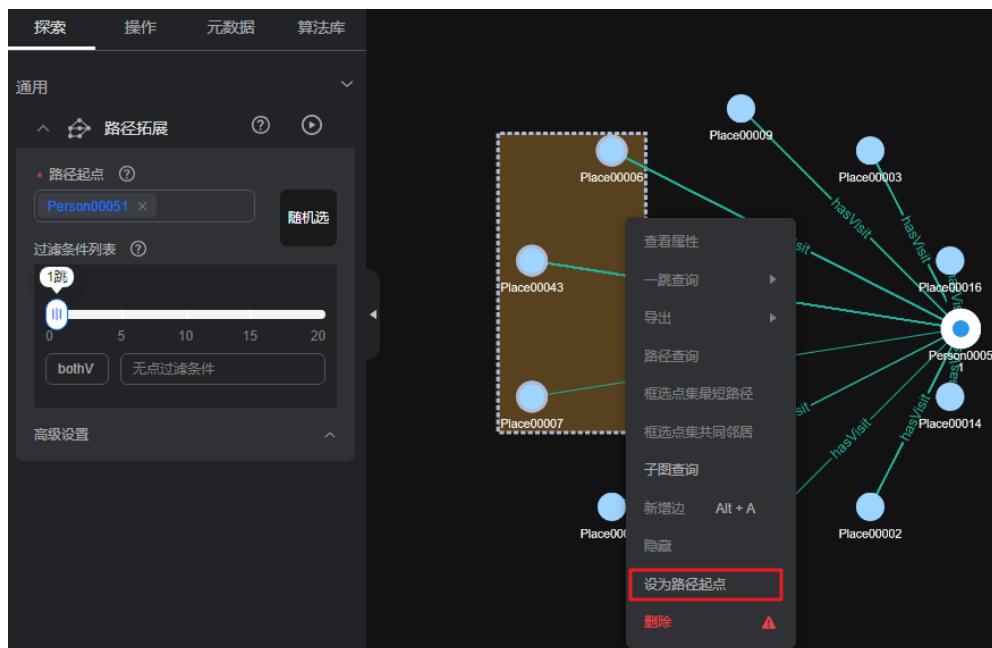 探索 操作 元数据 算法库
通用
路径拓展
* 路径起点
Person00051 ×
随机选
过滤条件列表
1跳
0 5 10 15 20
bothV 无点过滤条件
高级设置
Place00009
Place00006
Place00003
hasVisit
hasVisit
sit
Place00043
Place00016
Person0005
1
Place00007
sit
hasVisit
hasVisit
Place00014
Place000
Place00002
查看属性
一跳查询
导出
路径查询
框选点集最短路径
框选点集共同邻居
子图查询
新增边 Alt + A
隐藏
设为路径起点
删除